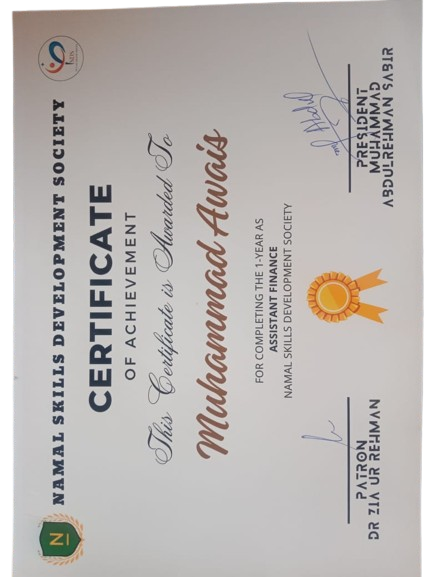 NAMAL SKILLS DEVELOPMENT SOCIETY
CERTIFICATE
OF ACHIEVEMENT
This Certificate is Awarded To
Muhammad Awais
FOR COMPLETING THE 1-YEAR AS
ASSISTANT FINANCE
NAMAL SKILLS DEVELOPMENT SOCIETY
PATRON
DR ZIA UR REHMAN
PRESIDENT
MUHAMMAD
ABDULREHMAN SABIR
N